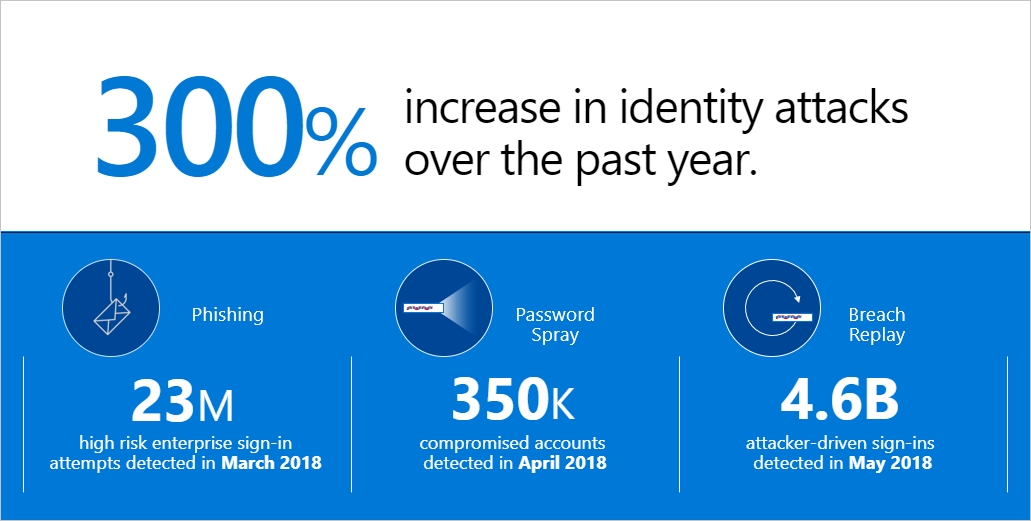 300% increase in identity attacks
over the past year.
Phishing
23M
high risk enterprise sign-in
attempts detected in March 2018
Password
Spray
350K
compromised accounts
detected in April 2018
Breach
Replay
4.6B
attacker-driven sign-ins
detected in May 2018